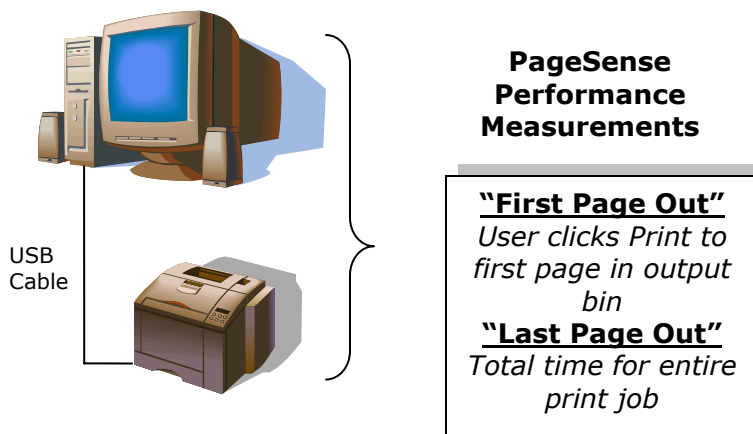 PageSense
Performance
Measurements
USB
Cable
“First Page Out”
User clicks Print to
first page in output
bin
“Last Page Out”
Total time for entire
print job